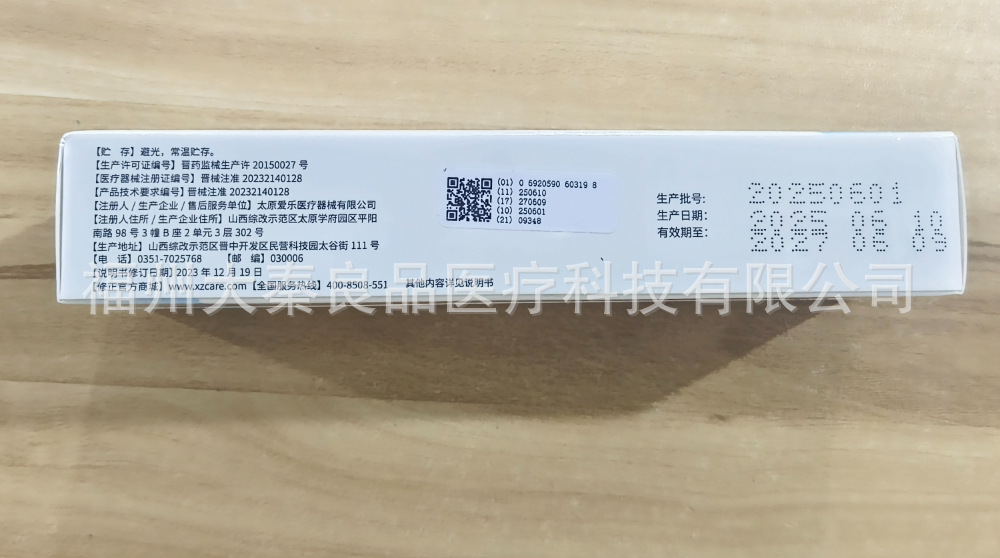 【贮　存】避光，常温贮存。
【生产许可证编号】晋药监械生产许 20150027 号
【医疗器械注册证编号】晋械注准 20232140128
【产品技术要求编号】晋械注准 20232140128
【注册人 / 生产企业 / 售后服务单位】太原爱乐医疗器械有限公司
【注册人住所 / 生产企业住所】山西综改示范区太原学府园区平阳
南路 98 号 3 幢 B 座 2 单元 3 层 302 号
【生产地址】山西综改示范区晋中开发区民营科技园太谷街 111 号
【电　话】0351-7025768　【邮　编】030006
【说明书修订日期】2023 年 12 月 19 日
【修正官方商城】www.xzcare.com【全国服务热线】400-8508-551　其他内容详见说明书
(01) 0 6920590 60319 8
(11) 250610
(17) 270609
(10) 250601
(21) 09348
生产批号: 20250601
生产日期: 2025 06 10
有效期至: 2027 06 09
福州天秦良品医疗科技有限公司